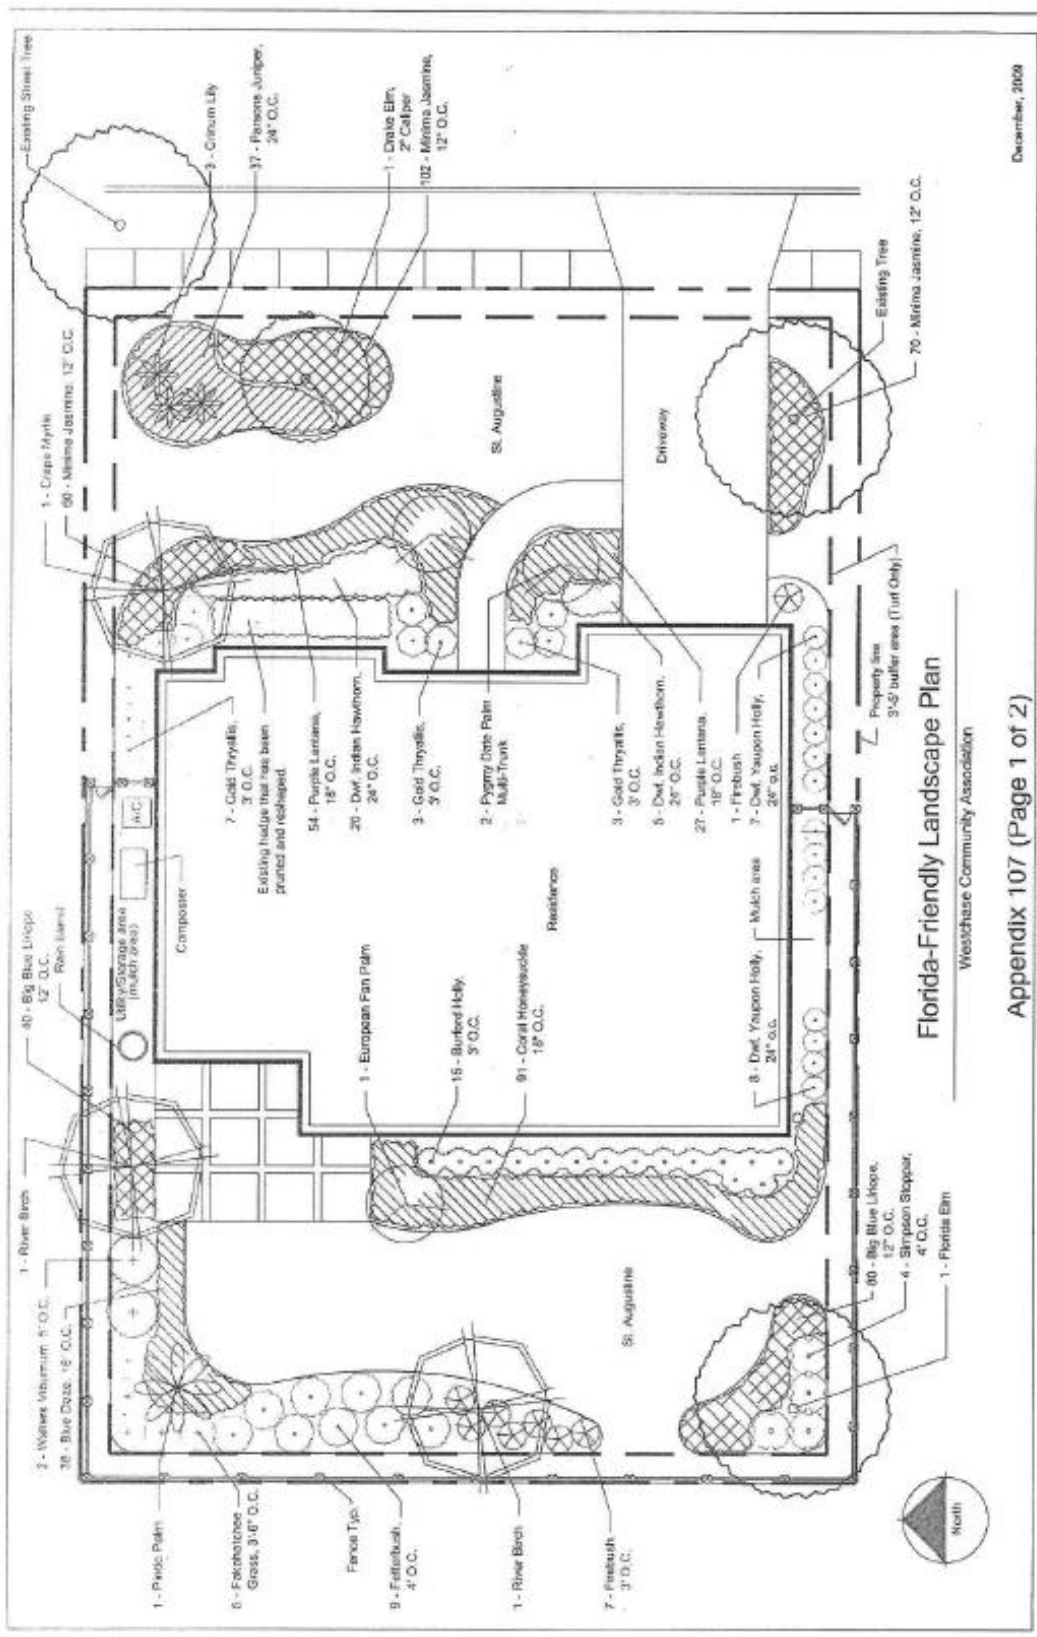 Existing Street Tree
3 - Crinum Lily
37 - Parsons Juniper,
24" O.C.
1 - Drake Elm,
2" Caliper
102 - Minima Jasmine,
12" O.C.
1 - Crape Myrtle
60 - Minima Jasmine, 12" O.C.
St. Augustine
Driveway
Existing Tree
70 - Minima Jasmine, 12" O.C.
Property line
3'-5' buffer area (Turf Only)
A/C
7 - Gold Thryallis,
3' O.C.
Existing hedge that has been
pruned and reshaped
54 - Purple Lantana,
18" O.C.
20 - Dwf. Indian Hawthorn,
24" O.C.
3 - Gold Thryallis,
3' O.C.
2 - Pygmy Date Palm
Multi-Trunk
3 - Gold Thryallis,
3' O.C.
5 - Dwf. Indian Hawthorn,
24" O.C.
27 - Purple Lantana,
18" O.C.
1 - Firebush
7 - Dwf. Yaupon Holly,
24" o.c.
40 - Big Blue Liriope
12" O.C.
Rain barrel
Utility/Storage area
(mulch area)
Composter
Residence
Mulch area
1 - European Fan Palm
15 - Burford Holly,
3' O.C.
91 - Coral Honeysuckle
18" O.C.
8 - Dwf. Yaupon Holly,
24" o.c.
1 - River Birch
2 - Walters Viburnum, 5' O.C.
38 - Blue Daze, 18" O.C.
St. Augustine
80 - Big Blue Liriope,
12" O.C.
4 - Simpson Stopper,
4' O.C.
1 - Florida Elm
1 - Pindo Palm
Fakahatchee
Grass, 3'-6" O.C.
Fence Typ.
9 - Fetterbush,
4' O.C.
1 - River Birch
7 - Firebush
3' O.C.
North
Florida-Friendly Landscape Plan
Westchase Community Association
Appendix 107 (Page 1 of 2)
December, 2009